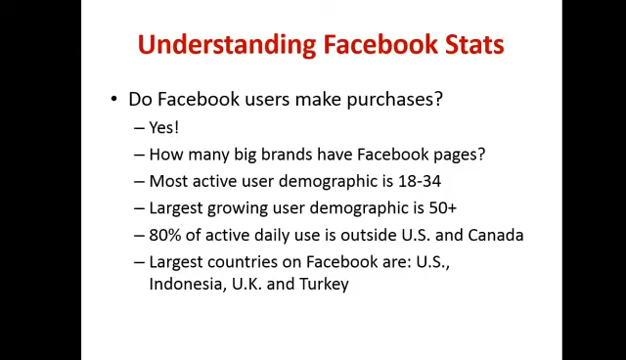 Understanding Facebook Stats
• Do Facebook users make purchases?
– Yes!
– How many big brands have Facebook pages?
– Most active user demographic is 18-34
– Largest growing user demographic is 50+
– 80% of active daily use is outside U.S. and Canada
– Largest countries on Facebook are: U.S.,
Indonesia, U.K. and Turkey